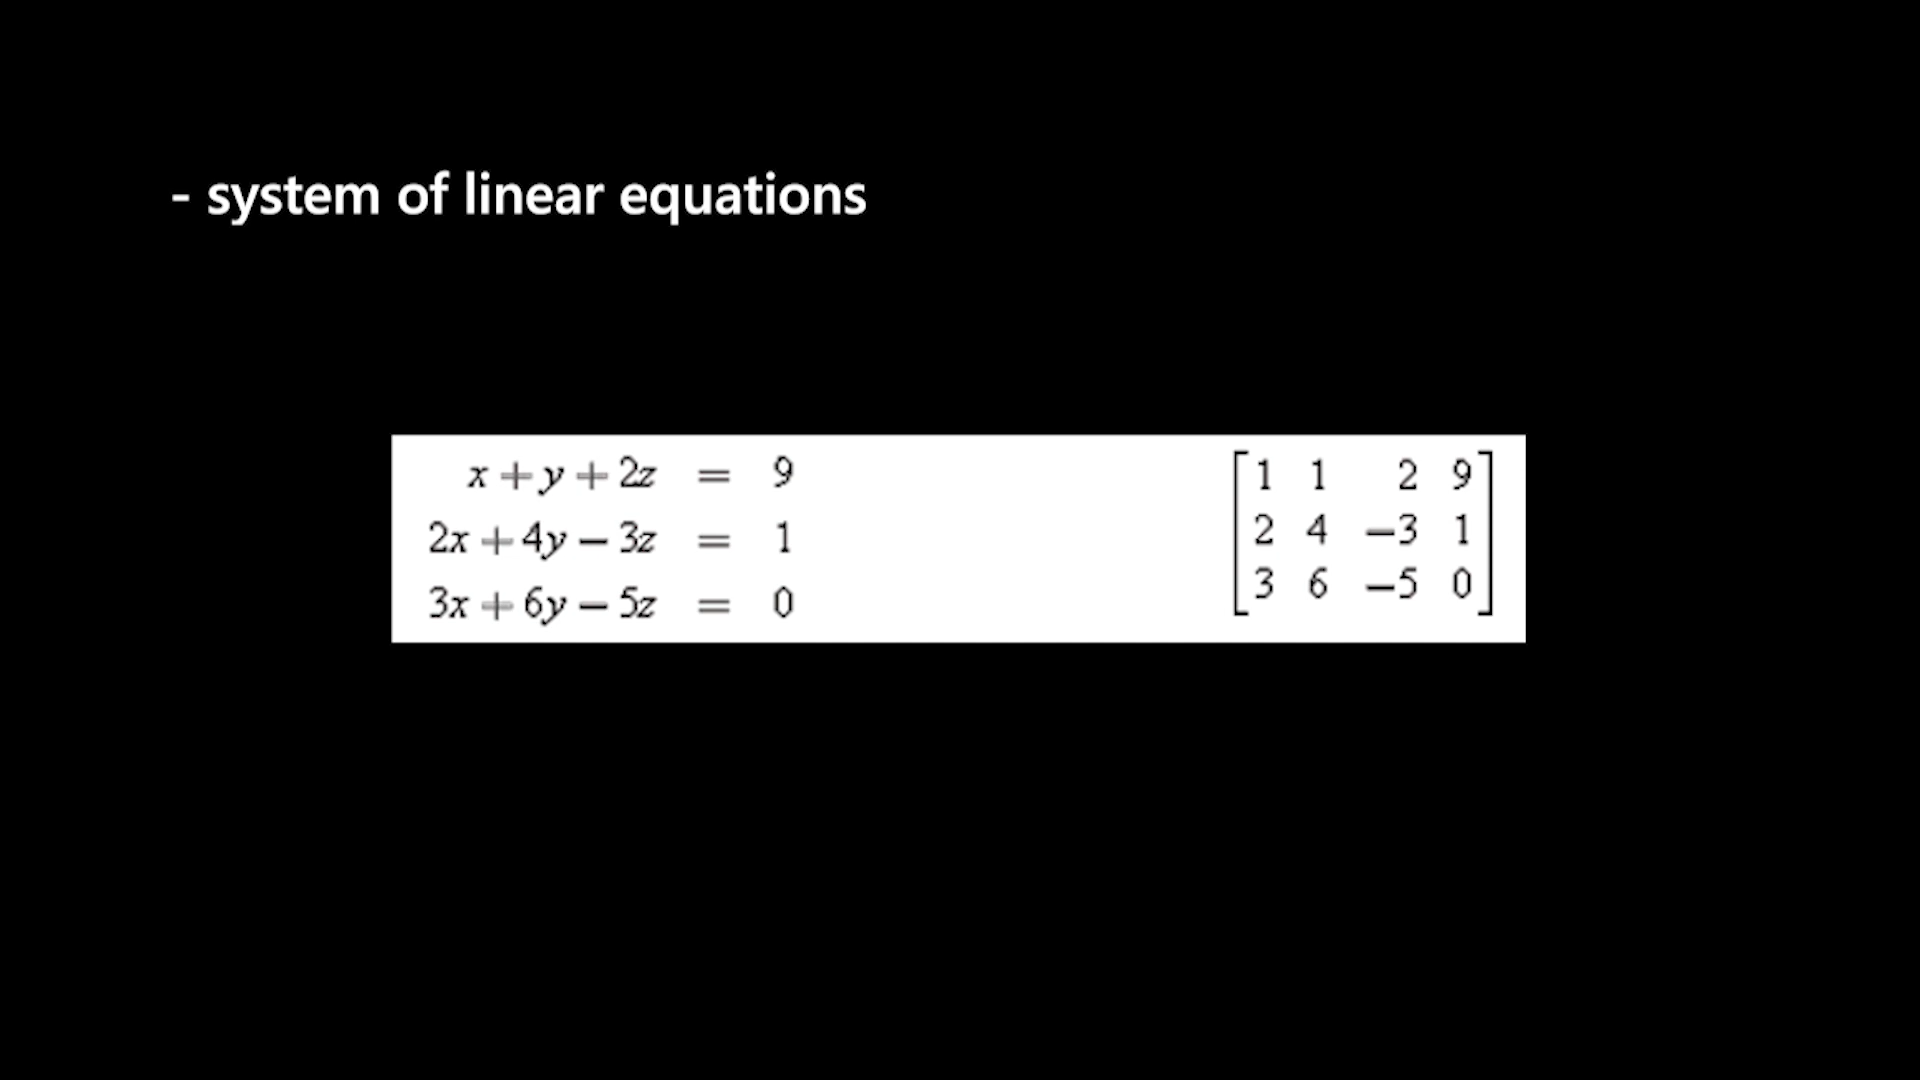 - system of linear equations
x + y + 2z = 9
2x + 4y − 3z = 1
3x + 6y − 5z = 0
1 1 2 9
2 4 −3 1
3 6 −5 0